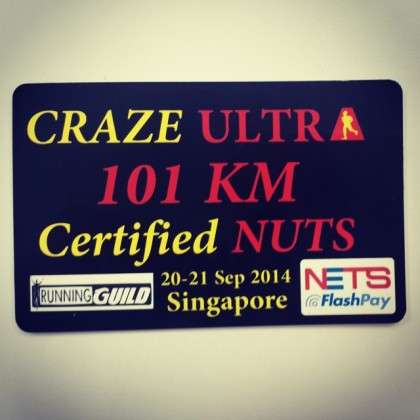 CRAZE ULTRA
101 KM
Certified NUTS
RUNNING GUILD
20-21 Sep 2014
Singapore
NETS
FlashPay